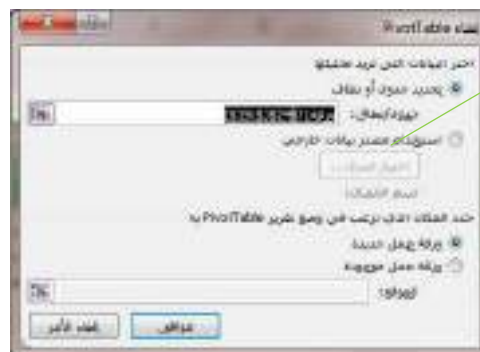 إنشاء PivotTable
اختر البيانات التي تريد تحليلها
تحديد جدول أو نطاق
جدول/نطاق:
استخدام مصدر بيانات خارجي
اختيار اتصال...
اسم الاتصال:
حدد المكان الذي ترغب في وضع تقرير PivotTable به
ورقة عمل جديدة
ورقة عمل موجودة
الموقع:
موافق
إلغاء الأمر